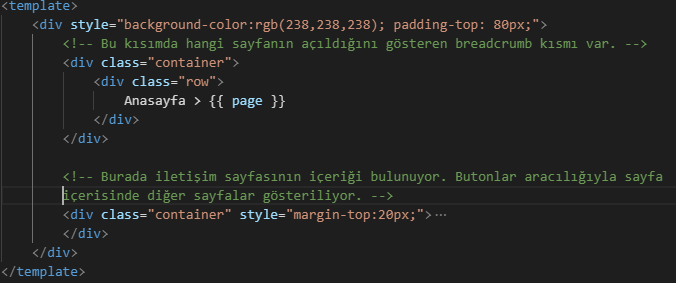 <template>
<div style="background-color:rgb(238,238,238); padding-top: 80px;">
<!-- Bu kısımda hangi sayfanın açıldığını gösteren breadcrumb kısmı var. -->
<div class="container">
<div class="row">
Anasayfa > {{ page }}
</div>
</div>
<!-- Burada iletişim sayfasının içeriği bulunuyor. Butonlar aracılığıyla sayfa
içerisinde diğer sayfalar gösteriliyor. -->
<div class="container" style="margin-top:20px;">⋯
</div>
</div>
</template>